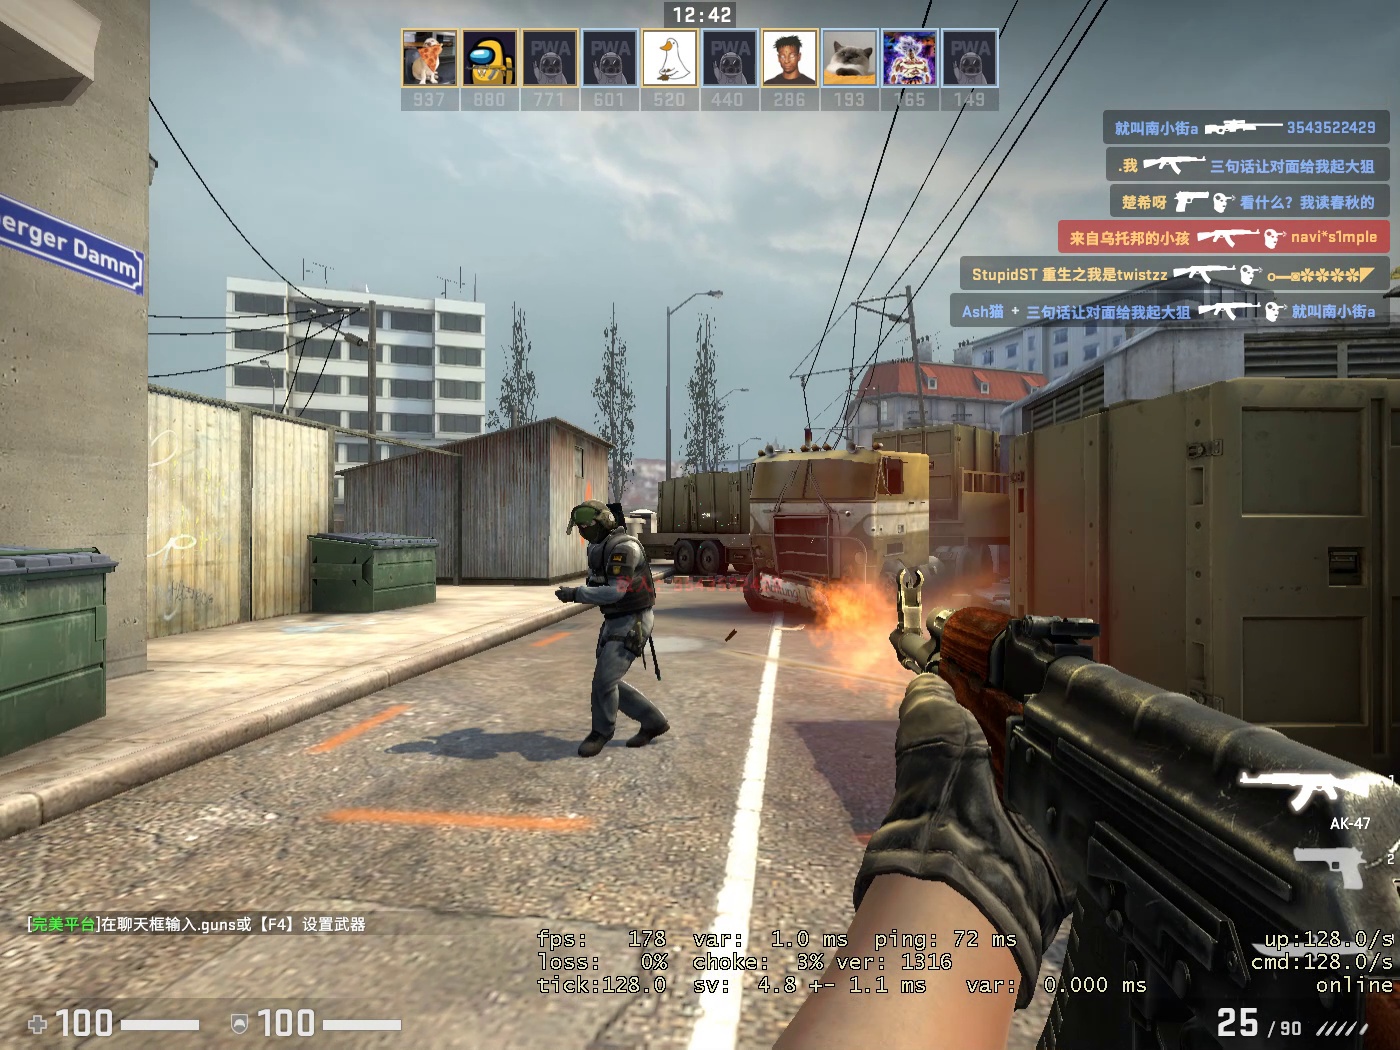 12:42
PWA PWA PWA PWA
937 880 771 601 520 440 286 193 165 149
就叫南小街a 3543522429
.我 三句话让对面给我起大狙
楚希呀 看什么？我读春秋的
来自乌托邦的小孩 navi*s1mple
StupidST 重生之我是twistzz
Ash猫 + 三句话让对面给我起大狙 就叫南小街a
erger Damm
1
AK-47
2
[完美平台]在聊天框输入.guns或【F4】设置武器
fps: 178 var: 1.0 ms ping: 72 ms up:128.0/s
loss: 0% choke: 3% ver: 1316 cmd:128.0/s
tick:128.0 sv: 4.8 +- 1.1 ms var: 0.000 ms online
100 100 25 / 90